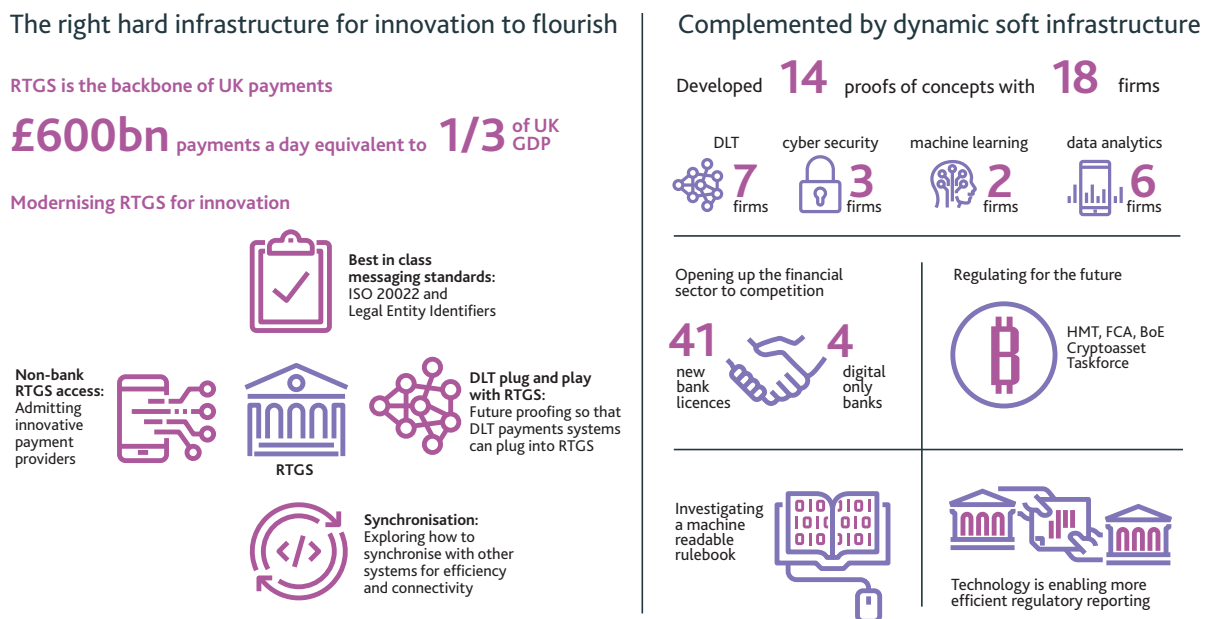 The right hard infrastructure for innovation to flourish
RTGS is the backbone of UK payments
£600bn payments a day equivalent to 1/3 of UK GDP
Modernising RTGS for innovation
Best in class
messaging standards:
ISO 20022 and
Legal Entity Identifiers
Non-bank
RTGS access:
Admitting
innovative
payment
providers
RTGS
DLT plug and play
with RTGS:
Future proofing so that
DLT payments systems
can plug into RTGS
Synchronisation:
Exploring how to
synchronise with other
systems for efficiency
and connectivity
</>
Complemented by dynamic soft infrastructure
Developed 14 proofs of concepts with 18 firms
DLT
7
firms
cyber security
3
firms
machine learning
2
firms
data analytics
6
firms
Opening up the financial
sector to competition
41
new
bank
licences
4
digital
only
banks
Regulating for the future
HMT, FCA, BoE
Cryptoasset
Taskforce
Investigating
a machine
readable
rulebook
010 010
100 101
010 101
Technology is enabling more
efficient regulatory reporting